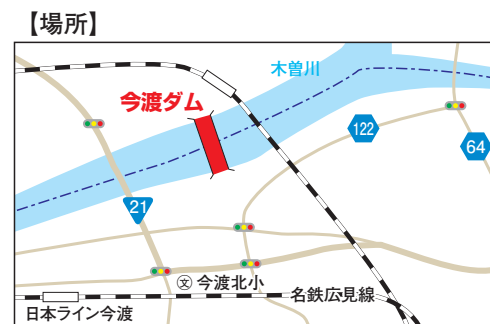 【場所】
木曽川
今渡ダム
122
64
21
文 今渡北小
名鉄広見線
日本ライン今渡